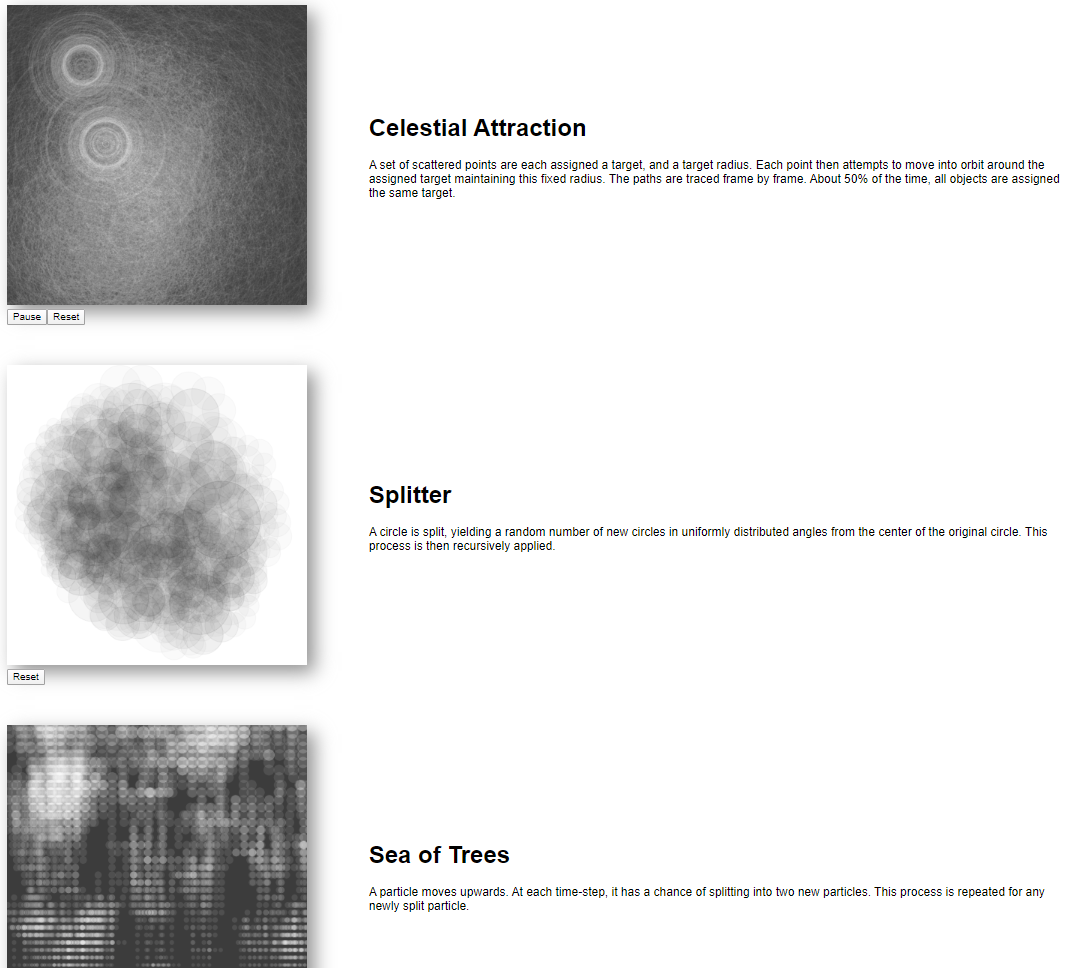 Celestial Attraction
A set of scattered points are each assigned a target, and a target radius. Each point then attempts to move into orbit around the
assigned target maintaining this fixed radius. The paths are traced frame by frame. About 50% of the time, all objects are assigned
the same target.
Pause Reset
Splitter
A circle is split, yielding a random number of new circles in uniformly distributed angles from the center of the original circle. This
process is then recursively applied.
Reset
Sea of Trees
A particle moves upwards. At each time-step, it has a chance of splitting into two new particles. This process is repeated for any
newly split particle.